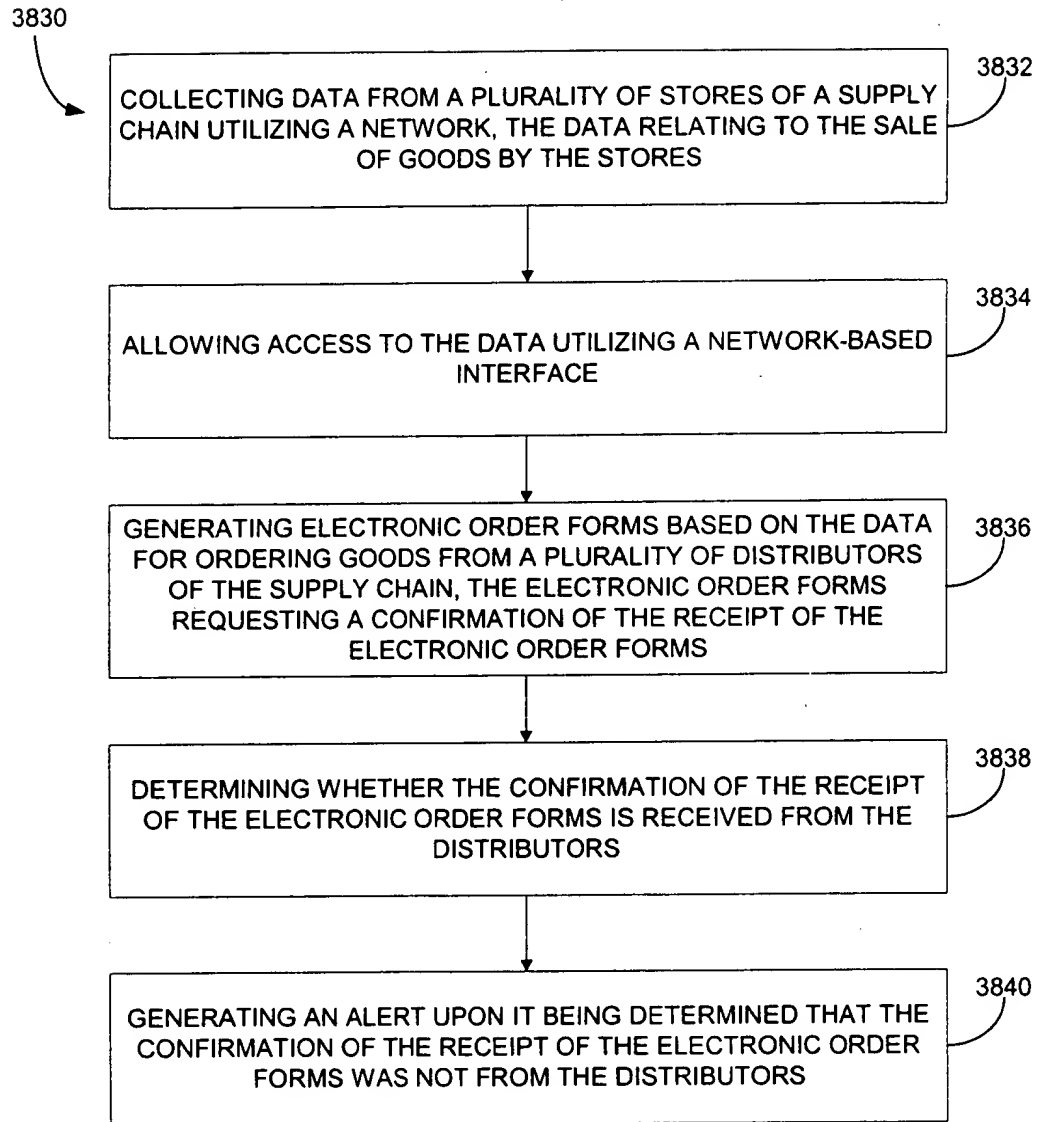 3830
3832
COLLECTING DATA FROM A PLURALITY OF STORES OF A SUPPLY
CHAIN UTILIZING A NETWORK, THE DATA RELATING TO THE SALE
OF GOODS BY THE STORES
3834
ALLOWING ACCESS TO THE DATA UTILIZING A NETWORK-BASED
INTERFACE
3836
GENERATING ELECTRONIC ORDER FORMS BASED ON THE DATA
FOR ORDERING GOODS FROM A PLURALITY OF DISTRIBUTORS
OF THE SUPPLY CHAIN, THE ELECTRONIC ORDER FORMS
REQUESTING A CONFIRMATION OF THE RECEIPT OF THE
ELECTRONIC ORDER FORMS
3838
DETERMINING WHETHER THE CONFIRMATION OF THE RECEIPT
OF THE ELECTRONIC ORDER FORMS IS RECEIVED FROM THE
DISTRIBUTORS
3840
GENERATING AN ALERT UPON IT BEING DETERMINED THAT THE
CONFIRMATION OF THE RECEIPT OF THE ELECTRONIC ORDER
FORMS WAS NOT FROM THE DISTRIBUTORS